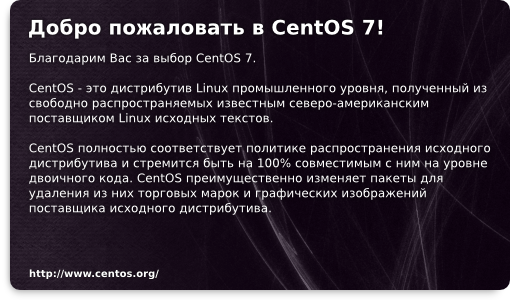 Добро пожаловать в CentOS 7!
Благодарим Вас за выбор CentOS 7.
CentOS - это дистрибутив Linux промышленного уровня, полученный из
свободно распространяемых известным северо-американским
поставщиком Linux исходных текстов.
CentOS полностью соответствует политике распространения исходного
дистрибутива и стремится быть на 100% совместимым с ним на уровне
двоичного кода. CentOS преимущественно изменяет пакеты для
удаления из них торговых марок и графических изображений
поставщика исходного дистрибутива.
http://www.centos.org/